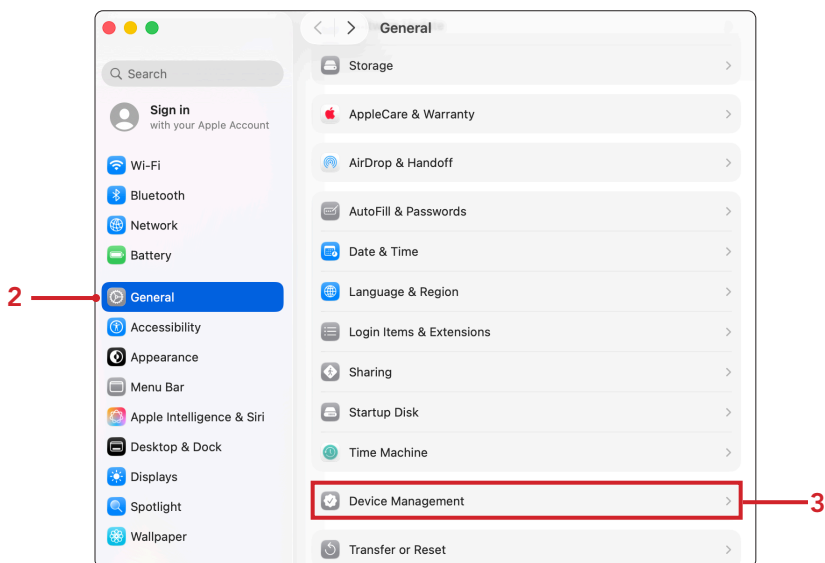 General
Search
Sign in
with your Apple Account
Wi-Fi
Bluetooth
Network
Battery
2
General
Accessibility
Appearance
Menu Bar
Apple Intelligence & Siri
Desktop & Dock
Displays
Spotlight
Wallpaper
Storage
AppleCare & Warranty
AirDrop & Handoff
AutoFill & Passwords
Date & Time
Language & Region
Login Items & Extensions
Sharing
Startup Disk
Time Machine
Device Management
3
Transfer or Reset